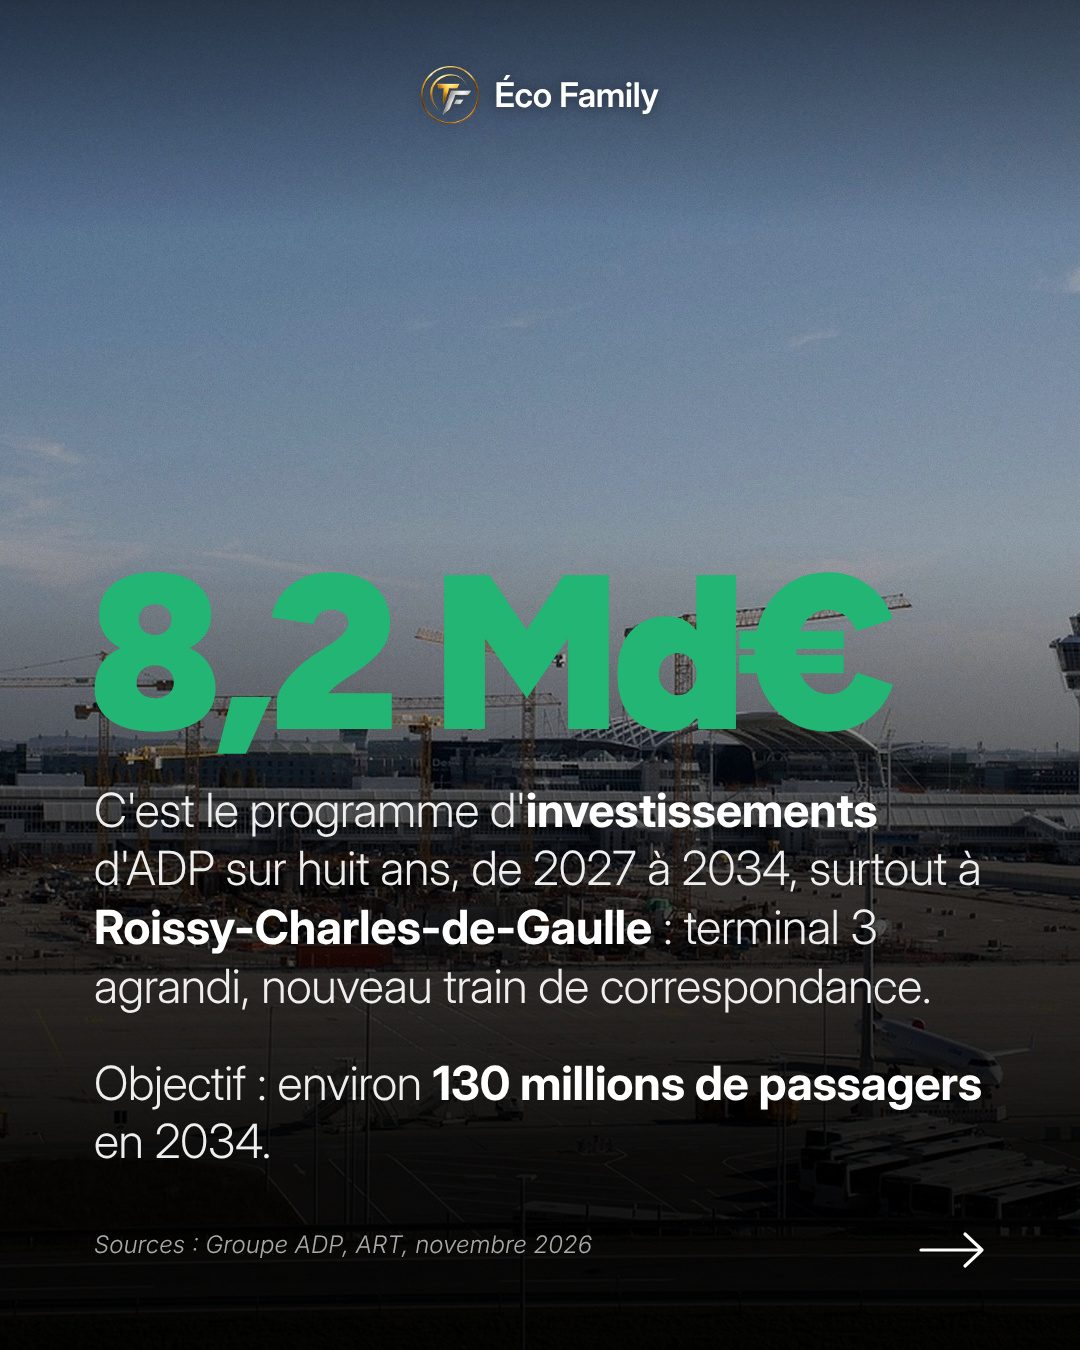 TF Éco Family
8,2 Md€
C'est le programme d'investissements
d'ADP sur huit ans, de 2027 à 2034, surtout à
Roissy-Charles-de-Gaulle : terminal 3
agrandi, nouveau train de correspondance.
Objectif : environ 130 millions de passagers
en 2034.
Sources : Groupe ADP, ART, novembre 2026